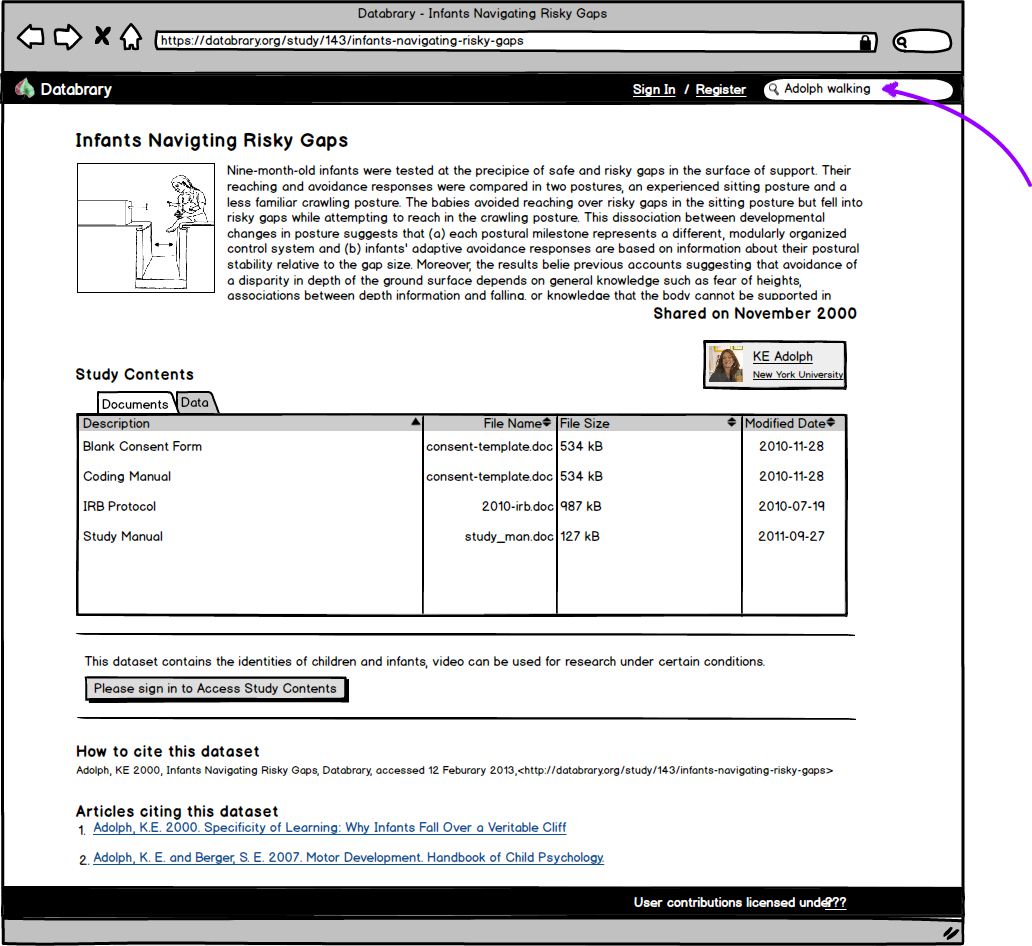 Databrary - Infants Navigating Risky Gaps
https://databrary.org/study/143/infants-navigating-risky-gaps
Databrary
Sign In / Register
Adolph walking
Infants Navigting Risky Gaps
Nine-month-old infants were tested at the precipice of safe and risky gaps in the surface of support. Their
reaching and avoidance responses were compared in two postures, an experienced sitting posture and a
less familiar crawling posture. The babies avoided reaching over risky gaps in the sitting posture but fell into
risky gaps while attempting to reach in the crawling posture. This dissociation between developmental
changes in posture suggests that (a) each postural milestone represents a different, modularly organized
control system and (b) infants' adaptive avoidance responses are based on information about their postural
stability relative to the gap size. Moreover, the results belie previous accounts suggesting that avoidance of
a disparity in depth of the ground surface depends on general knowledge such as fear of heights,
associations between depth information and falling, or knowledge that the body cannot be supported in
Shared on November 2000
KE Adolph
New York University
Study Contents
Documents Data
Description File Name File Size Modified Date
Blank Consent Form consent-template.doc 534 kB 2010-11-28
Coding Manual consent-template.doc 534 kB 2010-11-28
IRB Protocol 2010-irb.doc 987 kB 2010-07-19
Study Manual study_man.doc 127 kB 2011-09-27
This dataset contains the identities of children and infants, video can be used for research under certain conditions.
Please sign in to Access Study Contents
How to cite this dataset
Adolph, KE 2000, Infants Navigating Risky Gaps, Databrary, accessed 12 Feburary 2013,<http://databrary.org/study/143/infants-navigating-risky-gaps>
Articles citing this dataset
1. Adolph, K.E. 2000. Specificity of Learning: Why Infants Fall Over a Veritable Cliff
2. Adolph, K. E. and Berger, S. E. 2007. Motor Development. Handbook of Child Psychology.
User contributions licensed under???